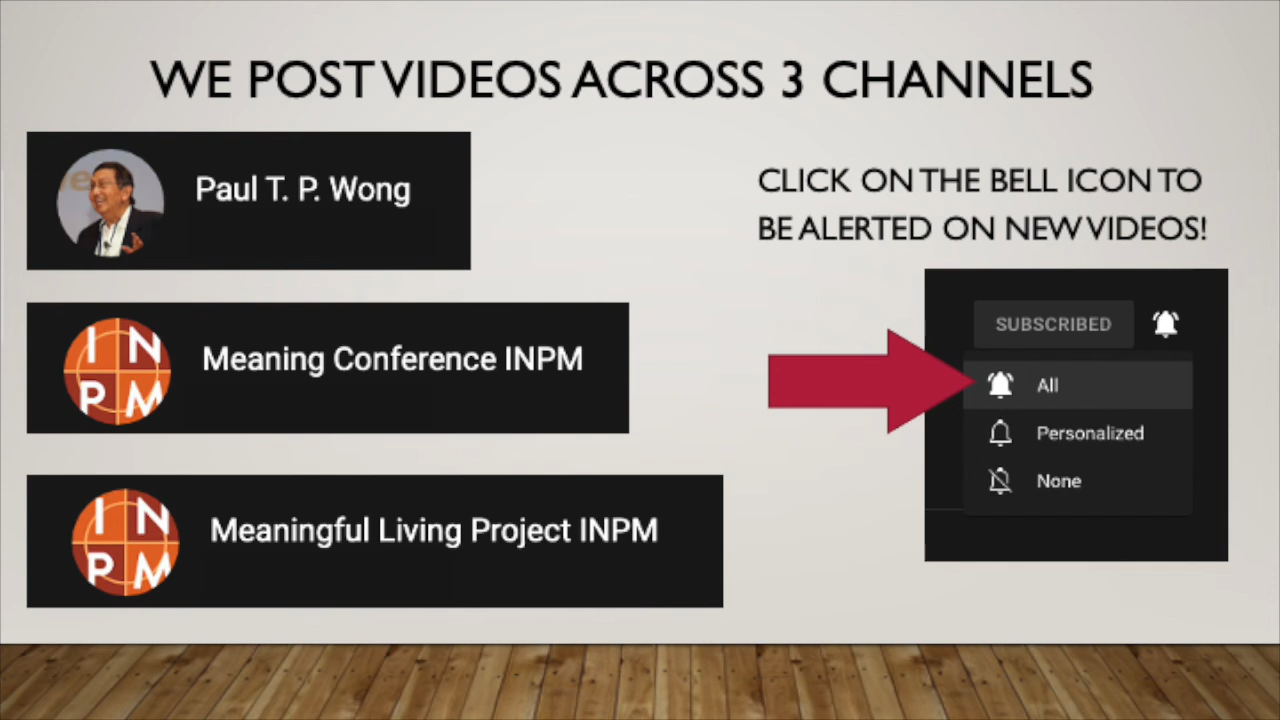 WE POST VIDEOS ACROSS 3 CHANNELS
Paul T. P. Wong
I N
P M
Meaning Conference INPM
I N
P M
Meaningful Living Project INPM
CLICK ON THE BELL ICON TO
BE ALERTED ON NEW VIDEOS!
SUBSCRIBED
All
Personalized
None